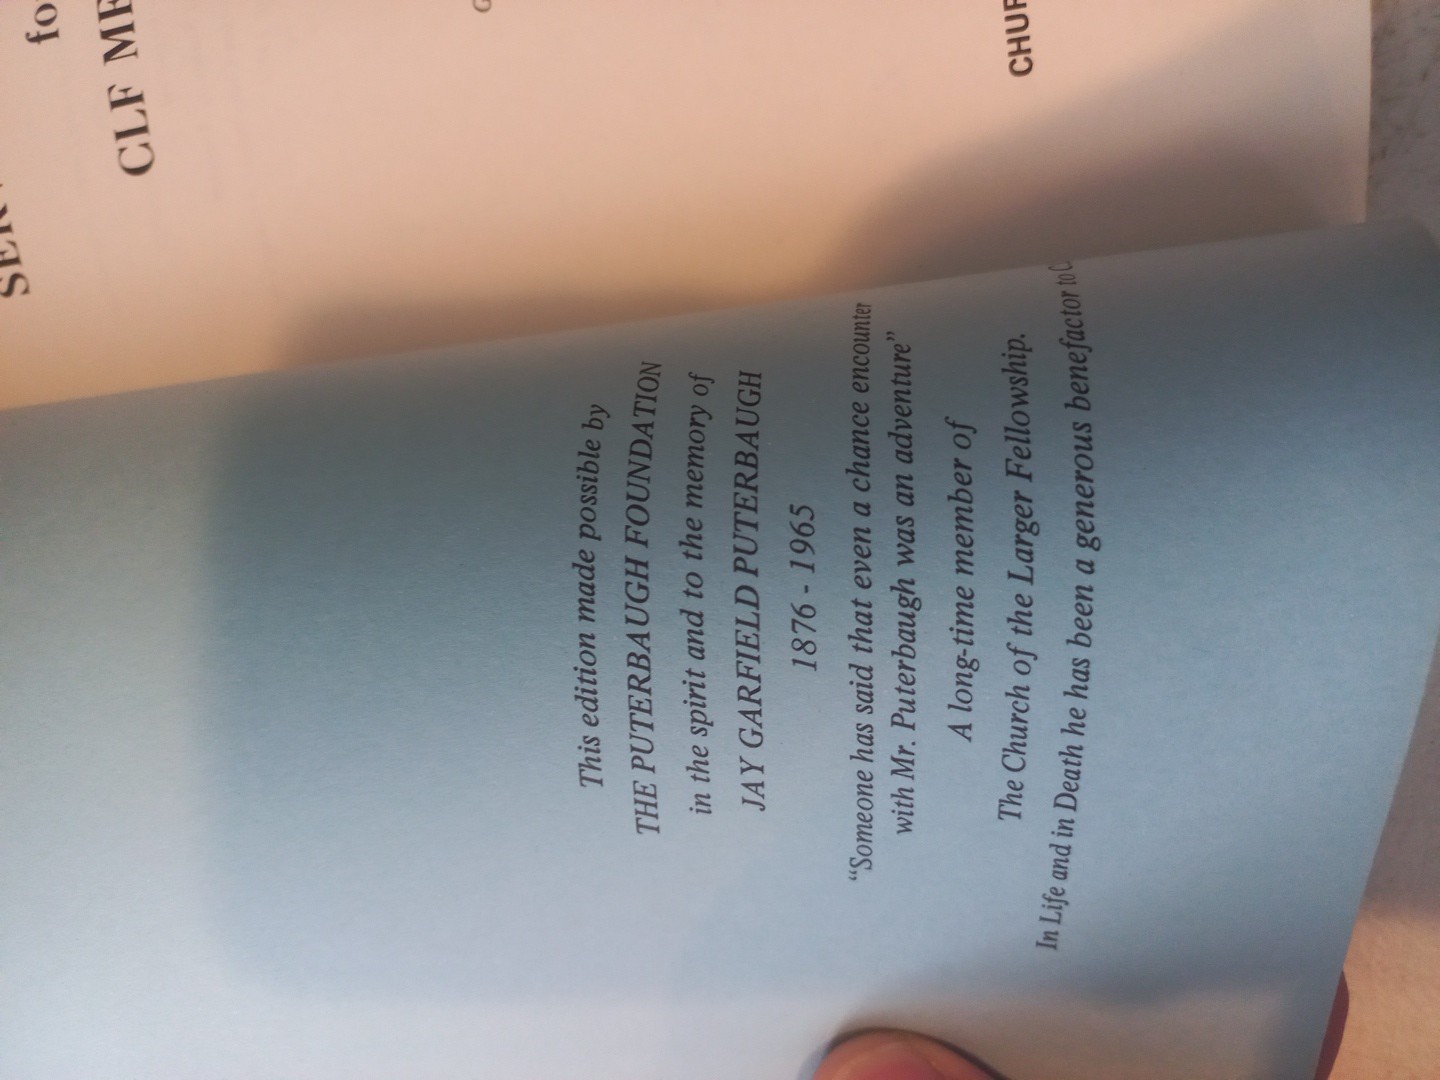 This edition made possible by
THE PUTERBAUGH FOUNDATION
in the spirit and to the memory of
JAY GARFIELD PUTERBAUGH
1876 - 1965
“Someone has said that even a chance encounter
with Mr. Puterbaugh was an adventure”
A long-time member of
The Church of the Larger Fellowship.
In Life and in Death he has been a generous benefactor to
CLF